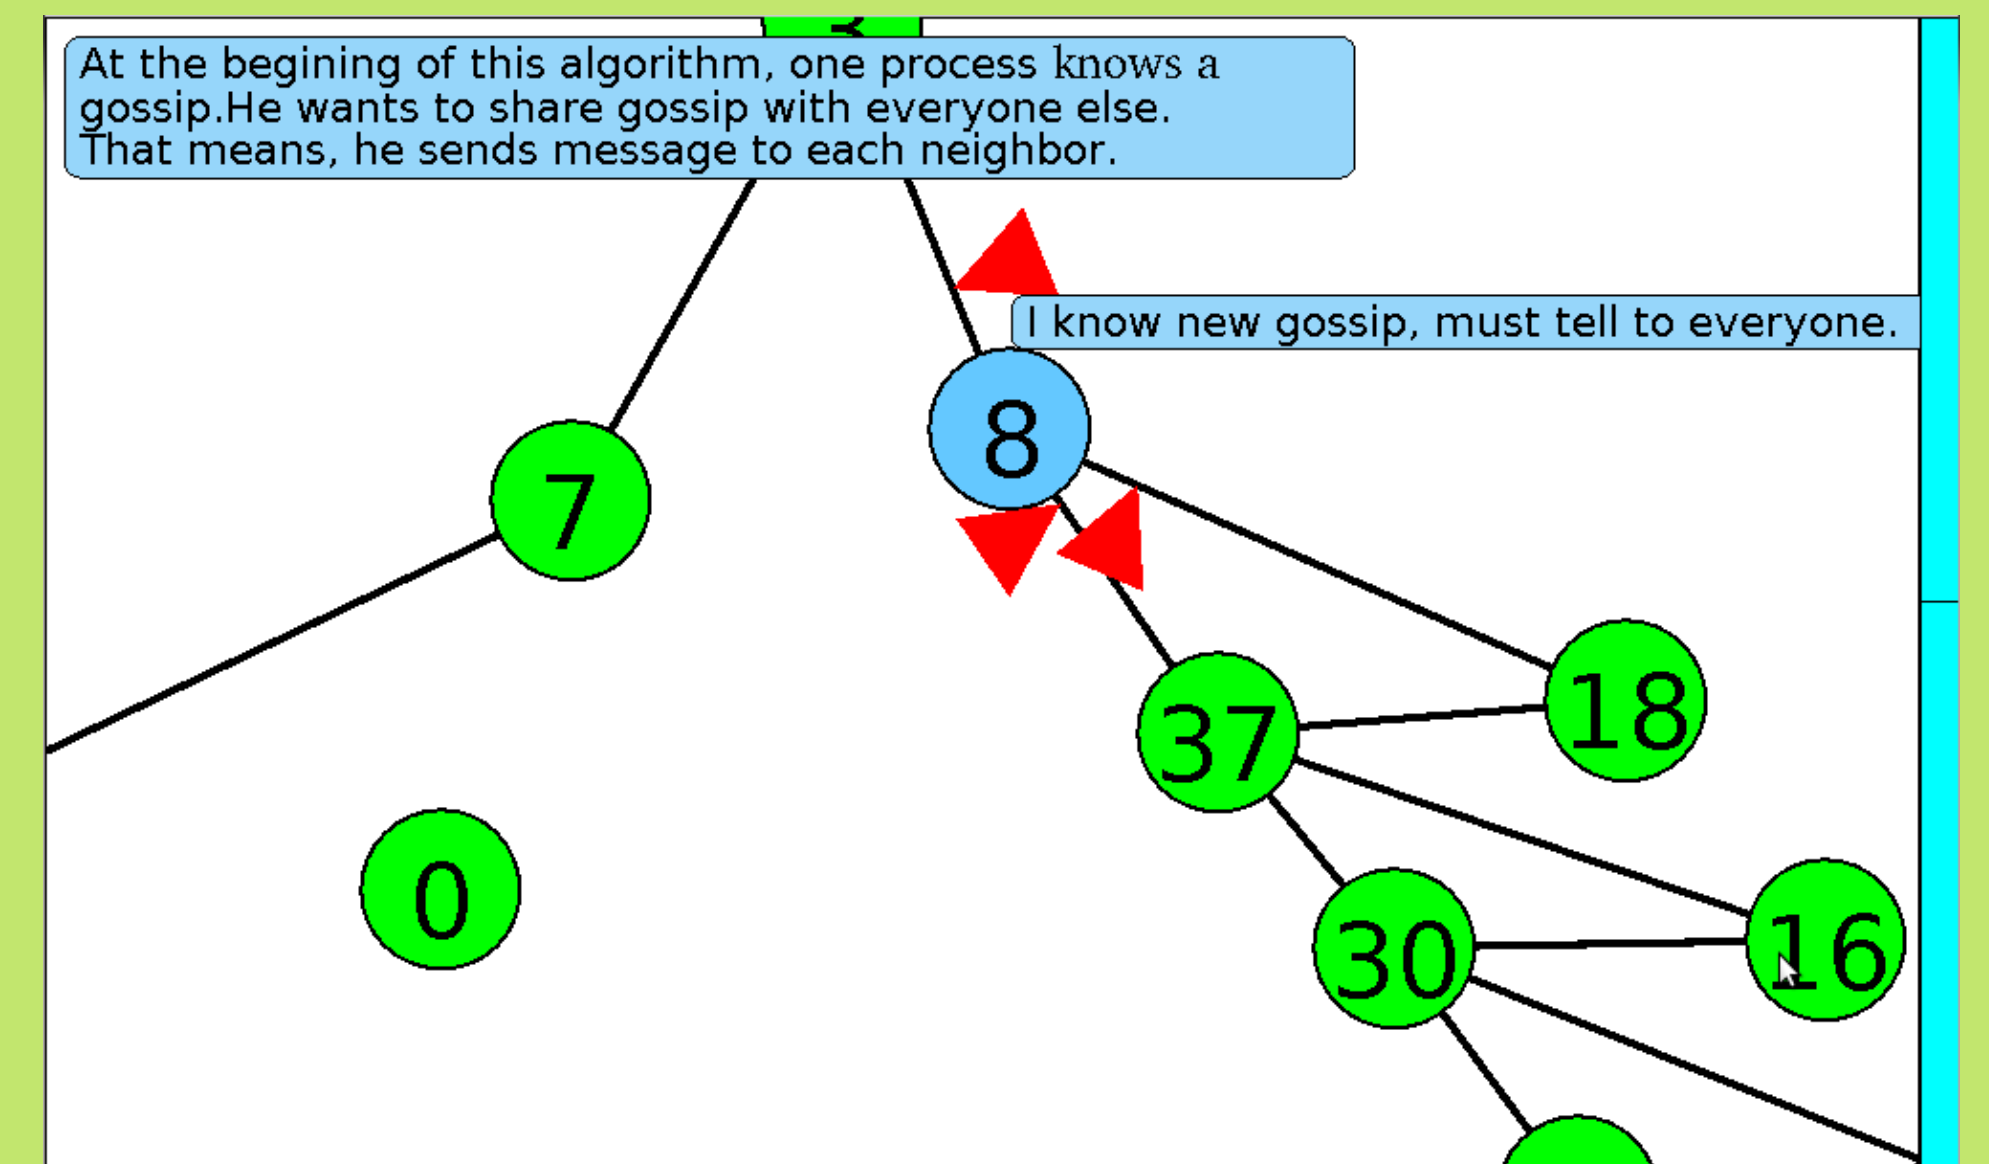 At the begining of this algorithm, one process knows a
gossip.He wants to share gossip with everyone else.
That means, he sends message to each neighbor.
I know new gossip, must tell to everyone.
8
7
18
37
0
30
16